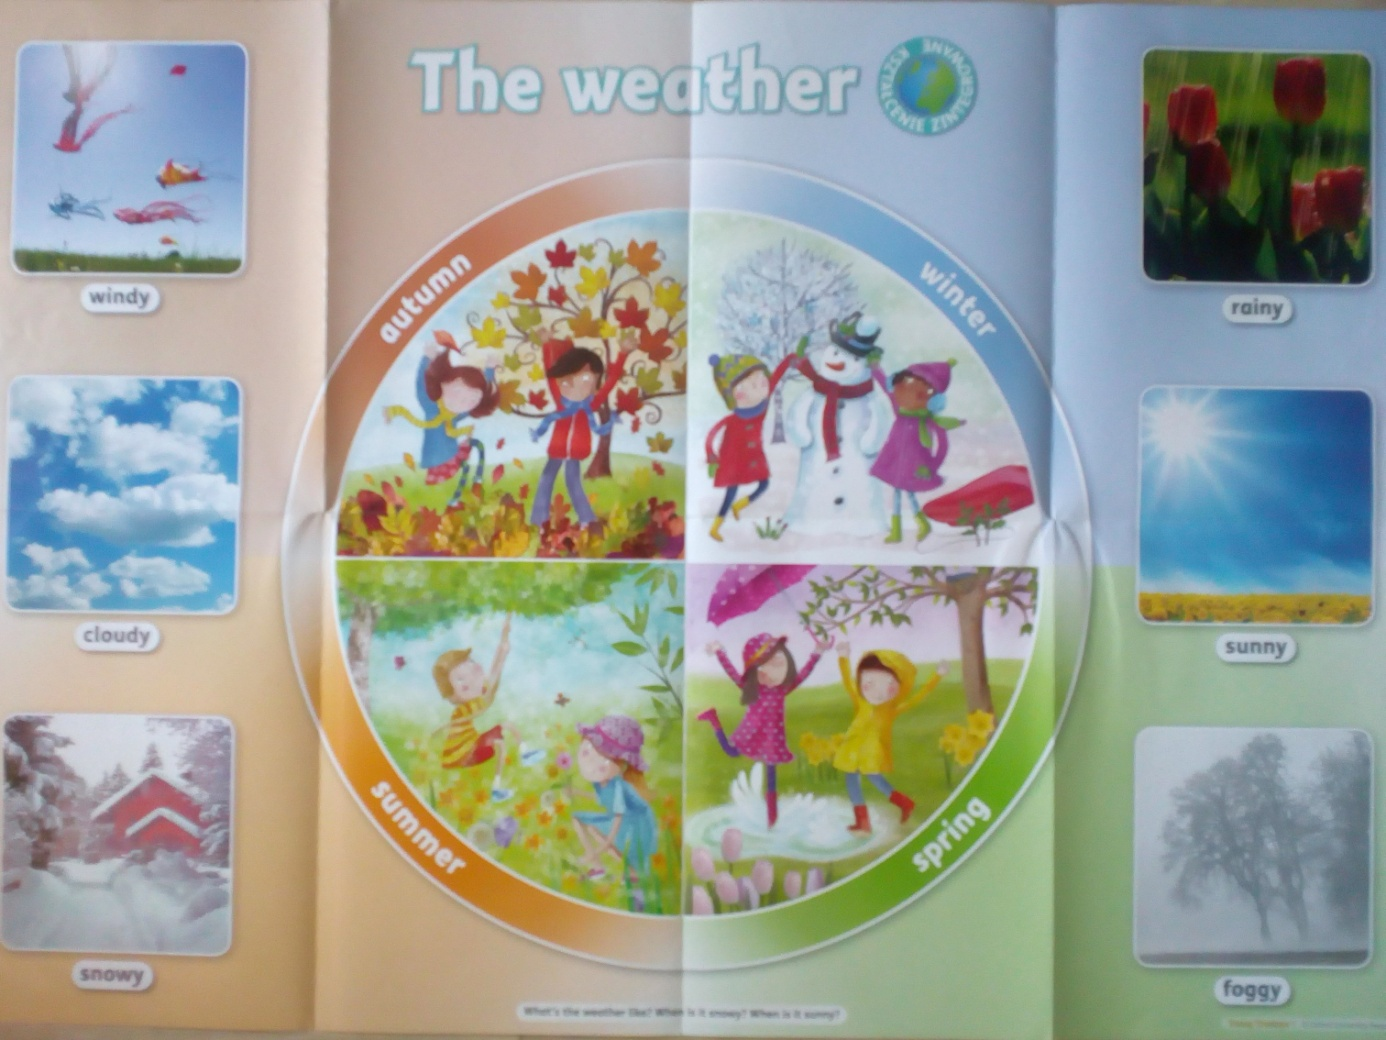 The weather
KSZTAŁCENIE ZINTEGROWANE
windy
cloudy
snowy
autumn
winter
summer
spring
rainy
sunny
foggy
What's the weather like? When is it snowy? When is it sunny?